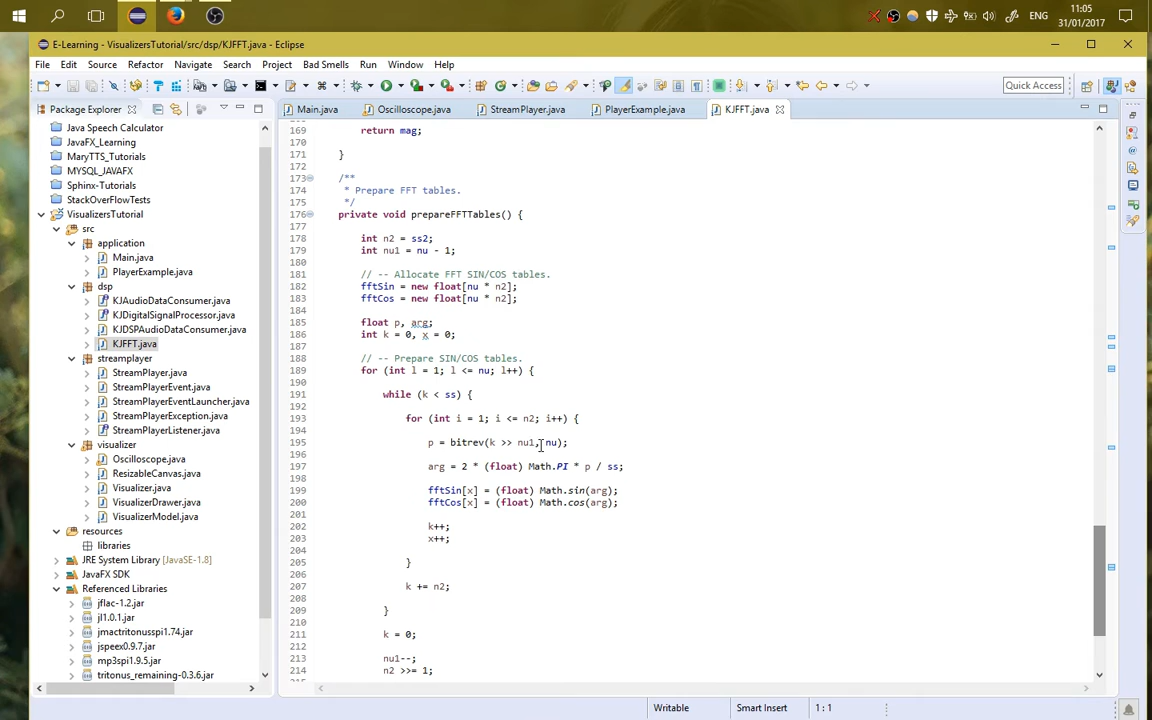 11:05
ENG
31/01/2017
E-Learning - VisualizersTutorial/src/dsp/KJFFT.java - Eclipse
File Edit Source Refactor Navigate Search Project Bad Smells Run Window Help
Quick Access
Package Explorer
Main.java Oscilloscope.java StreamPlayer.java PlayerExample.java KJFFT.java
Java Speech Calculator
JavaFX_Learning
MaryTTS_Tutorials
MYSQL_JAVAFX
Sphinx-Tutorials
StackOverFlowTests
VisualizersTutorial
src
application
Main.java
PlayerExample.java
dsp
KJAudioDataConsumer.java
KJDigitalSignalProcessor.java
KJDSPAudioDataConsumer.java
KJFFT.java
streamplayer
StreamPlayer.java
StreamPlayerEvent.java
StreamPlayerEventLauncher.java
StreamPlayerException.java
StreamPlayerListener.java
visualizer
Oscilloscope.java
ResizableCanvas.java
Visualizer.java
VisualizerDrawer.java
VisualizerModel.java
resources
libraries
JRE System Library [JavaSE-1.8]
JavaFX SDK
Referenced Libraries
jflac-1.2.jar
jl1.0.1.jar
jmactritonusspi1.74.jar
jspeex0.9.7.jar
mp3spi1.9.5.jar
tritonus_remaining-0.3.6.jar
169 return mag;
170
171 }
172
173 /**
174 * Prepare FFT tables.
175 */
176 private void prepareFFTTables() {
177
178 int n2 = ss2;
179 int nu1 = nu - 1;
180
181 // -- Allocate FFT SIN/COS tables.
182 fftSin = new float[nu * n2];
183 fftCos = new float[nu * n2];
184
185 float p, arg;
186 int k = 0, x = 0;
187
188 // -- Prepare SIN/COS tables.
189 for (int l = 1; l <= nu; l++) {
190
191 while (k < ss) {
192
193 for (int i = 1; i <= n2; i++) {
194
195 p = bitrev(k >> nu1, nu);
196
197 arg = 2 * (float) Math.PI * p / ss;
198
199 fftSin[x] = (float) Math.sin(arg);
200 fftCos[x] = (float) Math.cos(arg);
201
202 k++;
203 x++;
204
205 }
206
207 k += n2;
208
209 }
210
211 k = 0;
212
213 nu1--;
214 n2 >>= 1;
Writable Smart Insert 1 : 1